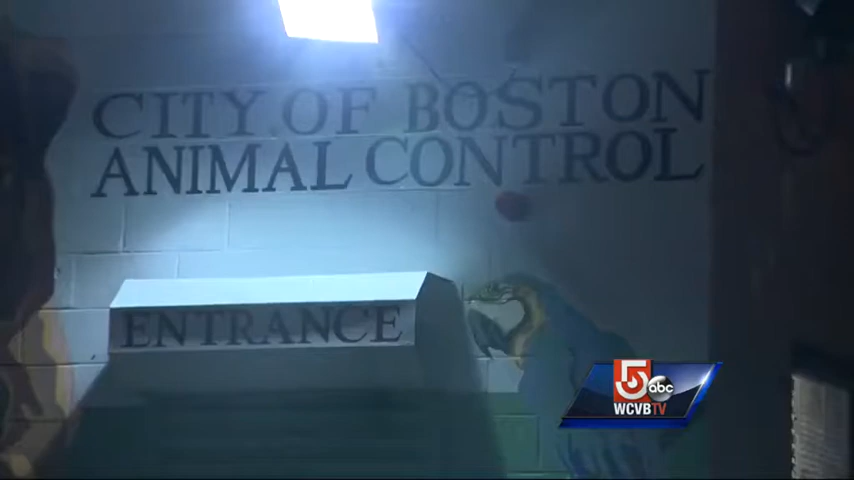 CITY OF BOSTON
ANIMAL CONTROL
ENTRANCE
5 abc
WCVB TV